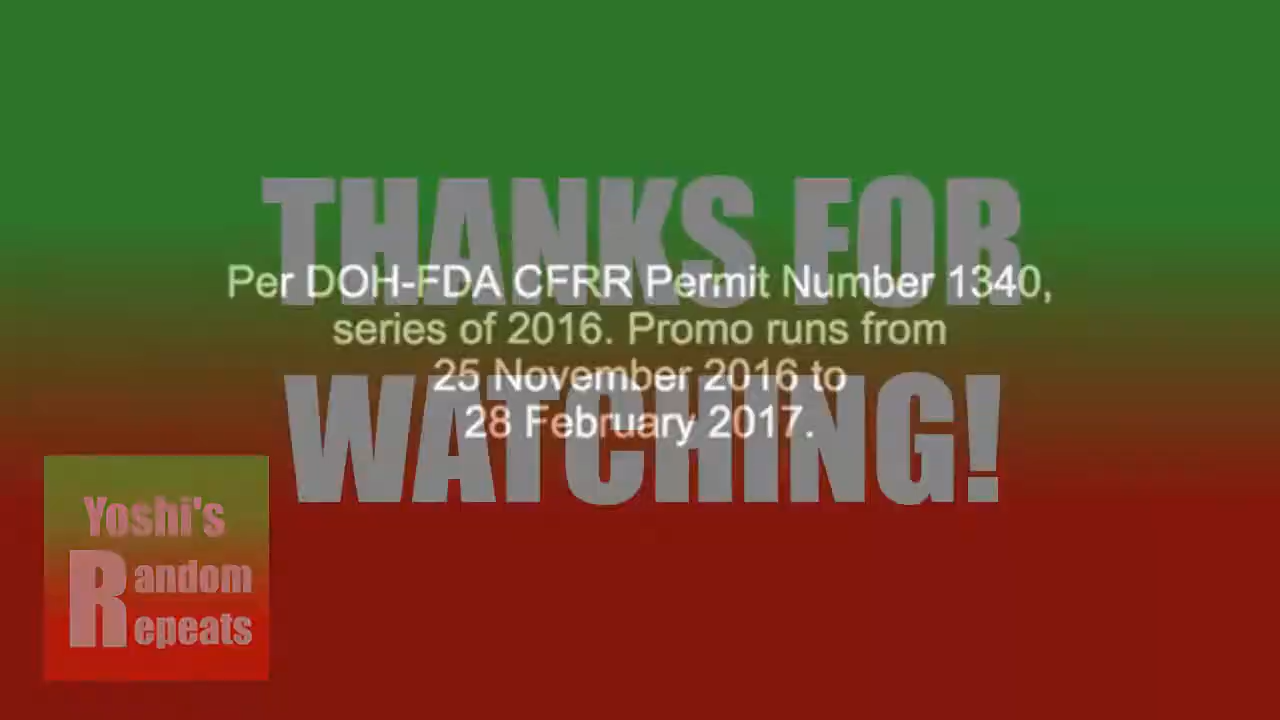 THANKS FOR
Per DOH-FDA CFRR Permit Number 1340,
series of 2016. Promo runs from
25 November 2016 to
WATCHING!
28 February 2017.
Yoshi's
Random
Repeats